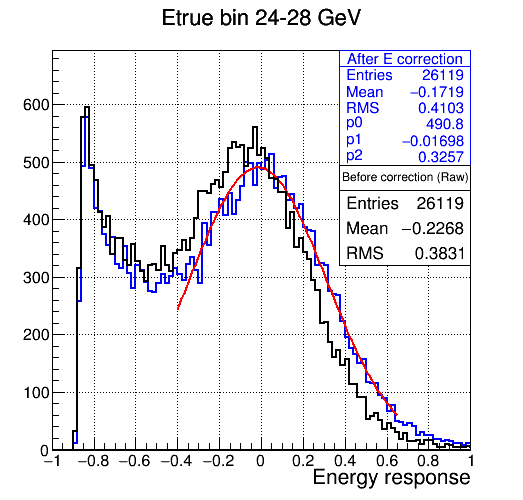 Etrue bin 24-28 GeV
After E correction
Entries 26119
Mean −0.1719
RMS 0.4103
p0 490.8
p1 −0.01698
p2 0.3257
Before correction (Raw)
Entries 26119
Mean −0.2268
RMS 0.3831
600
500
400
300
200
100
0
−1 −0.8 −0.6 −0.4 −0.2 0 0.2 0.4 0.6 0.8 1
Energy response